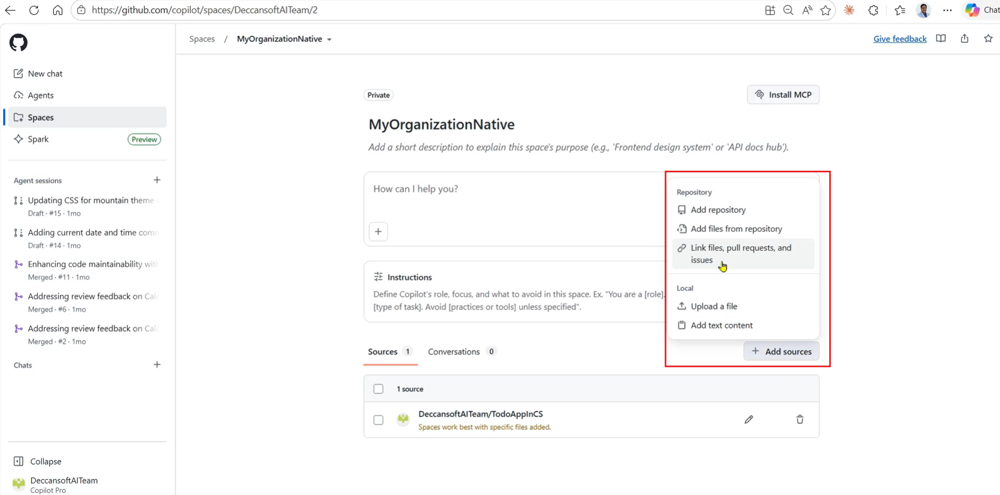 https://github.com/copilot/spaces/DeccansoftAITeam/2
Chat
Spaces / MyOrganizationNative
Give feedback
New chat
Agents
Spaces
Spark
Preview
Agent sessions
Updating CSS for mountain theme
Draft · #15 · 1mo
Adding current date and time com
Draft · #14 · 1mo
Enhancing code maintainability wit
Merged · #11 · 1mo
Addressing review feedback on Calc
Merged · #6 · 1mo
Addressing review feedback on Calc
Merged · #2 · 1mo
Chats
Collapse
DeccansoftAITeam
Copilot Pro
Private
Install MCP
MyOrganizationNative
Add a short description to explain this space's purpose (e.g., 'Frontend design system' or 'API docs hub').
How can I help you?
Instructions
Define Copilot's role, focus, and what to avoid in this space. Ex. "You are a [role].
[type of task]. Avoid [practices or tools] unless specified".
Repository
Add repository
Add files from repository
Link files, pull requests, and
issues
Local
Upload a file
Add text content
Sources 1
Conversations 0
Add sources
1 source
DeccansoftAITeam/TodoAppInCS
Spaces work best with specific files added.